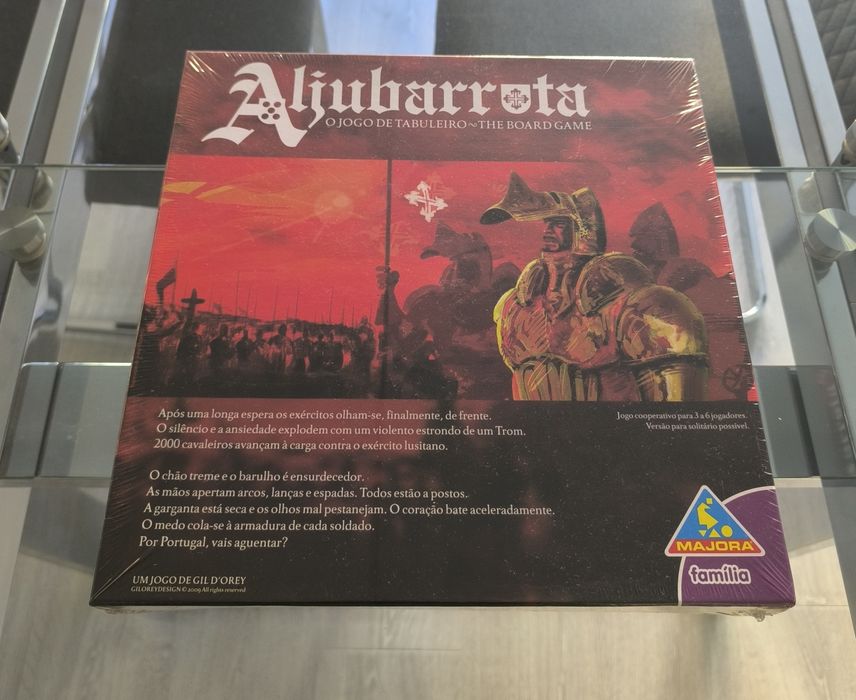 Aljubarrota
O JOGO DE TABULEIRO ~ THE BOARD GAME
Após uma longa espera os exércitos olham-se, finalmente, de frente.
O silêncio e a ansiedade explodem com um violento estrondo de um Trom.
2000 cavaleiros avançam à carga contra o exército lusitano.
Jogo cooperativo para 3 a 6 jogadores.
Versão para solitário possível.
O chão treme e o barulho é ensurdecedor.
As mãos apertam arcos, lanças e espadas. Todos estão a postos.
A garganta está seca e os olhos mal pestanejam. O coração bate aceleradamente.
O medo cola-se à armadura de cada soldado.
Por Portugal, vais aguentar?
MAJORA
família
UM JOGO DE GIL D'OREY
GILOREYDESIGN © 2009 All rights reserved